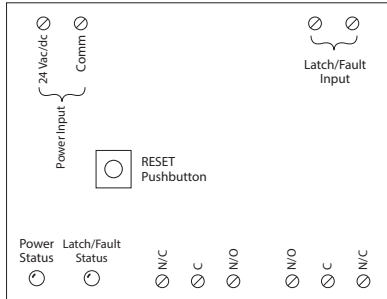 24 Vac/dc
Comm
Power Input
Latch/Fault
Input
RESET
Pushbutton
Power
Status
Latch/Fault
Status
N/C
C
N/O
N/O
C
N/C